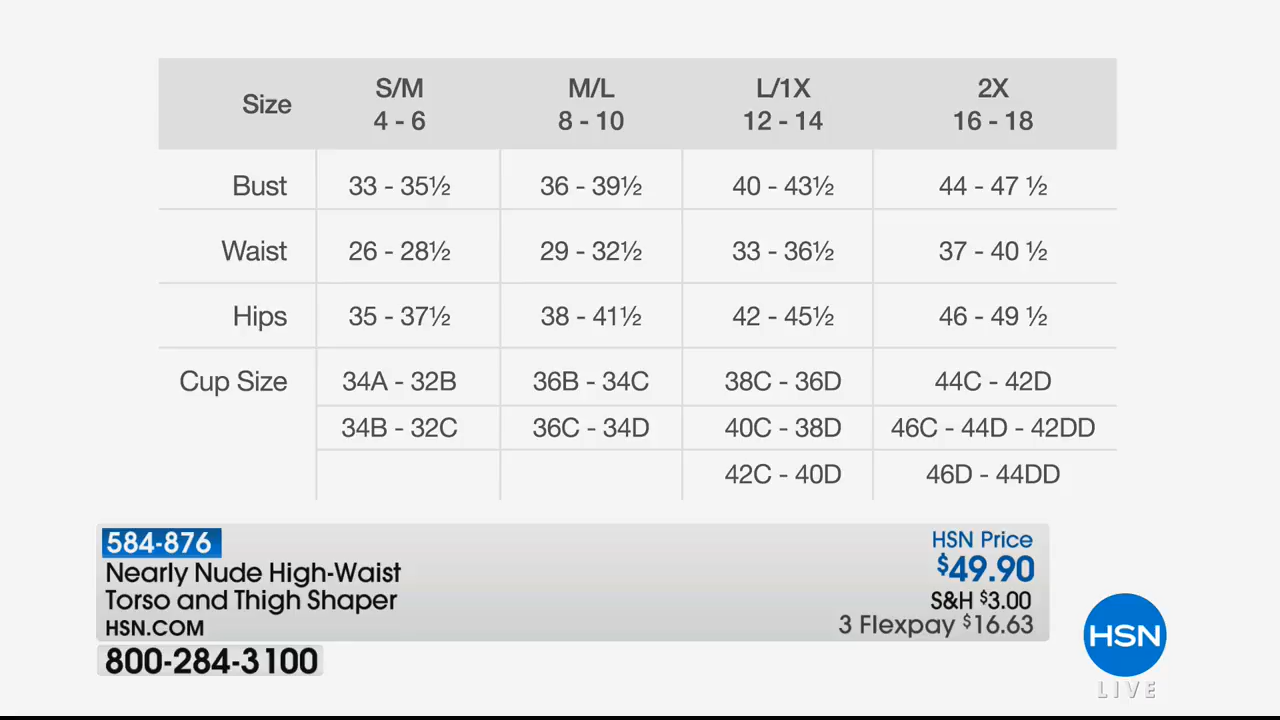 Size S/M M/L L/1X 2X
4 - 6 8 - 10 12 - 14 16 - 18
Bust 33 - 35½ 36 - 39½ 40 - 43½ 44 - 47 ½
Waist 26 - 28½ 29 - 32½ 33 - 36½ 37 - 40 ½
Hips 35 - 37½ 38 - 41½ 42 - 45½ 46 - 49 ½
Cup Size 34A - 32B 36B - 34C 38C - 36D 44C - 42D
34B - 32C 36C - 34D 40C - 38D 46C - 44D - 42DD
42C - 40D 46D - 44DD
584-876
Nearly Nude High-Waist
Torso and Thigh Shaper
HSN.COM
800-284-3100
HSN Price
$49.90
S&H $3.00
3 Flexpay $16.63
HSN
LIVE